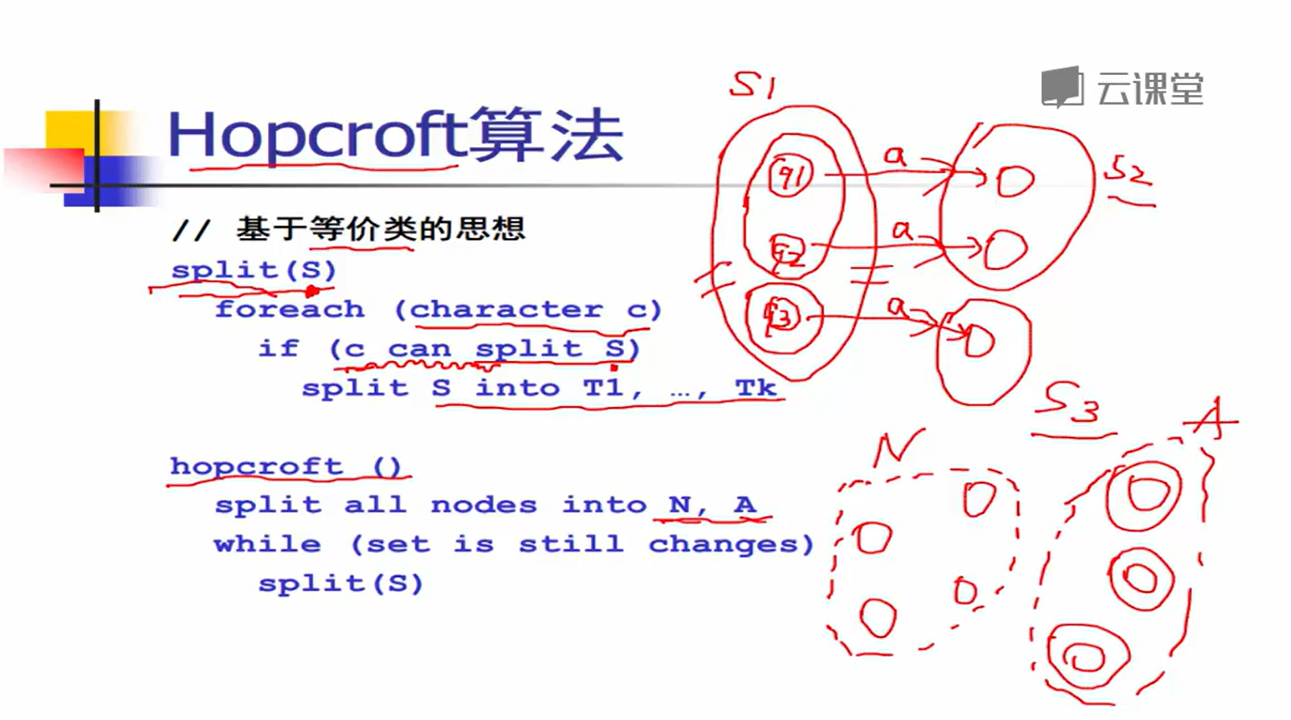 云课堂
Hopcroft算法
// 基于等价类的思想
split(S)
foreach (character c)
if (c can split S)
split S into T1, …, Tk
hopcroft ()
split all nodes into N, A
while (set is still changes)
split(S)
S1
q1
a
S2
q2
a
q3
a
S3
N
A